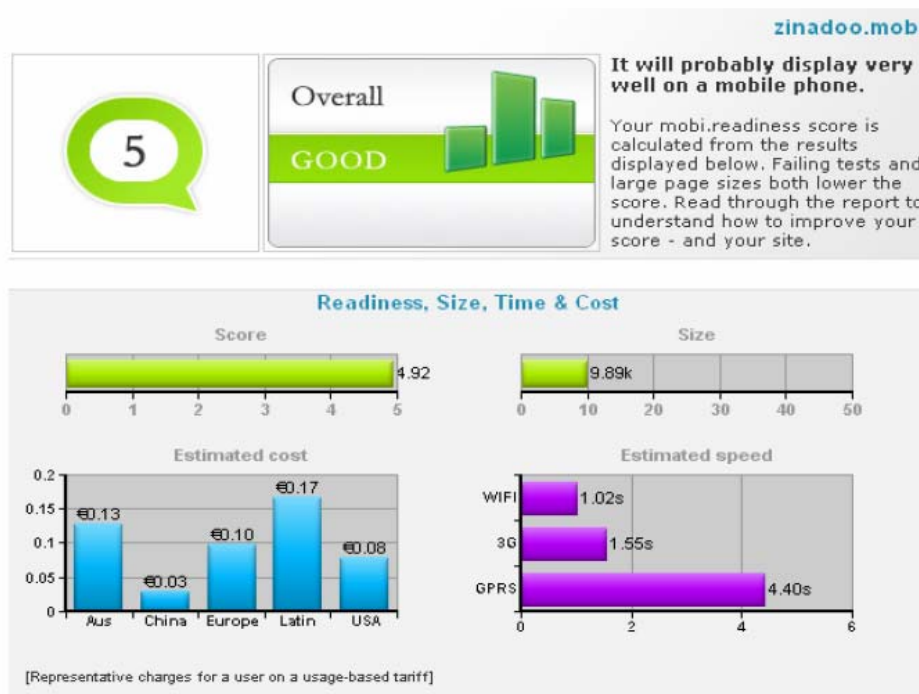 zinadoo.mob
5
Overall
GOOD
It will probably display very
well on a mobile phone.
Your mobi.readiness score is
calculated from the results
displayed below. Failing tests and
large page sizes both lower the
score. Read through the report to
understand how to improve your
score - and your site.
Readiness, Size, Time & Cost
Score
4.92
0 1 2 3 4 5
Size
9.89k
0 10 20 30 40 50
Estimated cost
0.2
0.15
0.1
0.05
0
€0.13
€0.03
€0.10
€0.17
€0.08
Aus China Europe Latin USA
Estimated speed
WIFI 1.02s
3G 1.55s
GPRS 4.40s
0 2 4 6
[Representative charges for a user on a usage-based tariff]